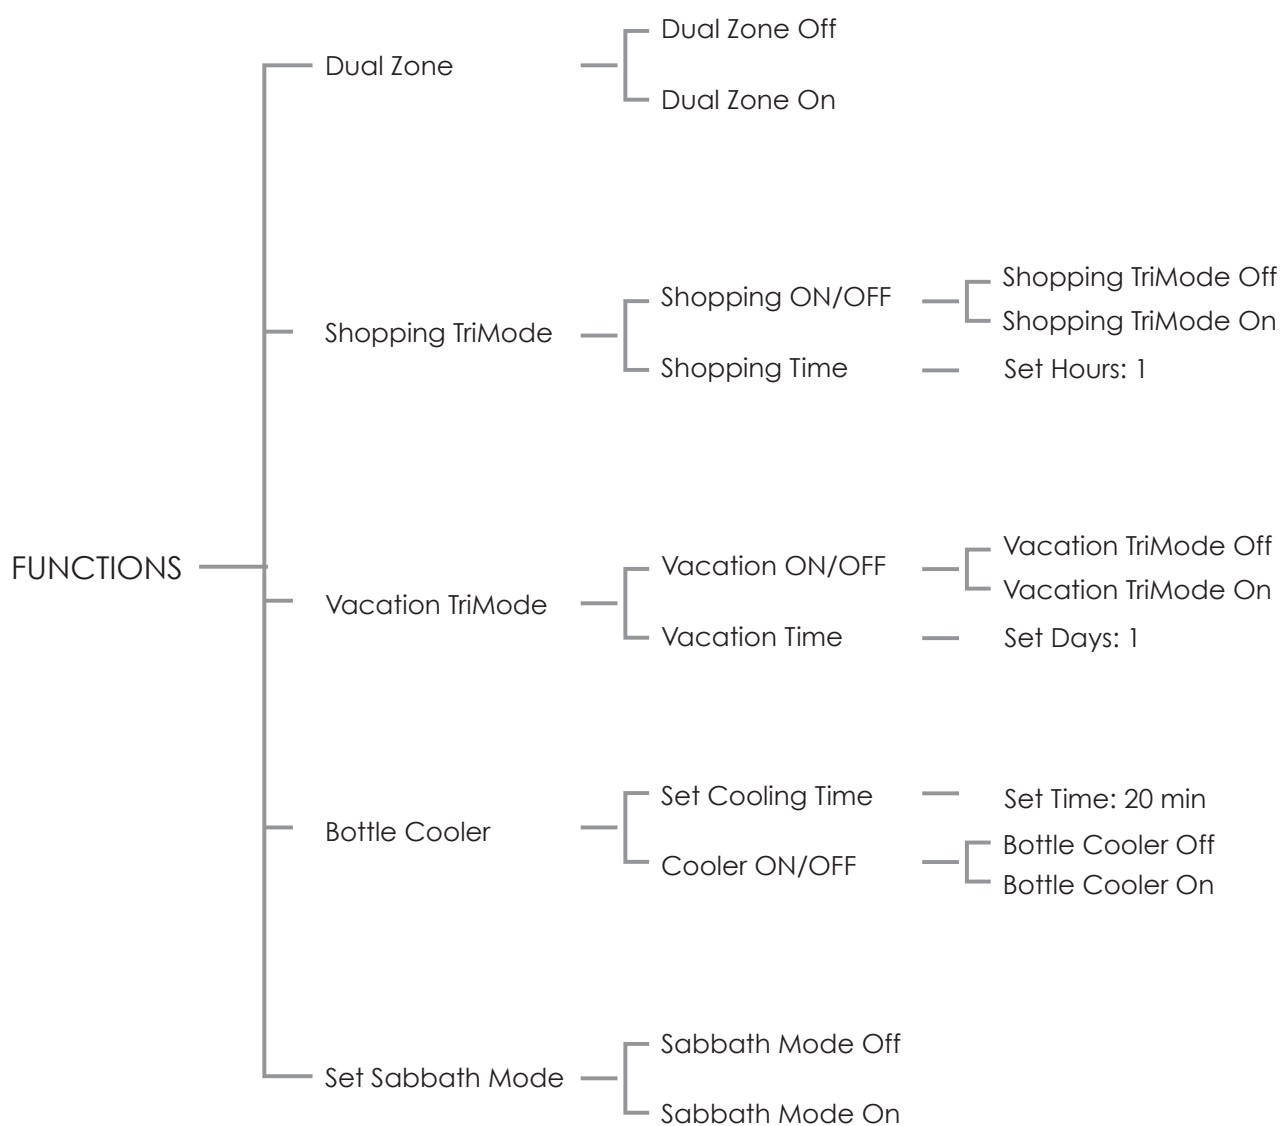 FUNCTIONS
Dual Zone
Dual Zone Off
Dual Zone On
Shopping TriMode
Shopping ON/OFF
Shopping TriMode Off
Shopping TriMode On
Shopping Time
Set Hours: 1
Vacation TriMode
Vacation ON/OFF
Vacation TriMode Off
Vacation TriMode On
Vacation Time
Set Days: 1
Bottle Cooler
Set Cooling Time
Set Time: 20 min
Cooler ON/OFF
Bottle Cooler Off
Bottle Cooler On
Set Sabbath Mode
Sabbath Mode Off
Sabbath Mode On